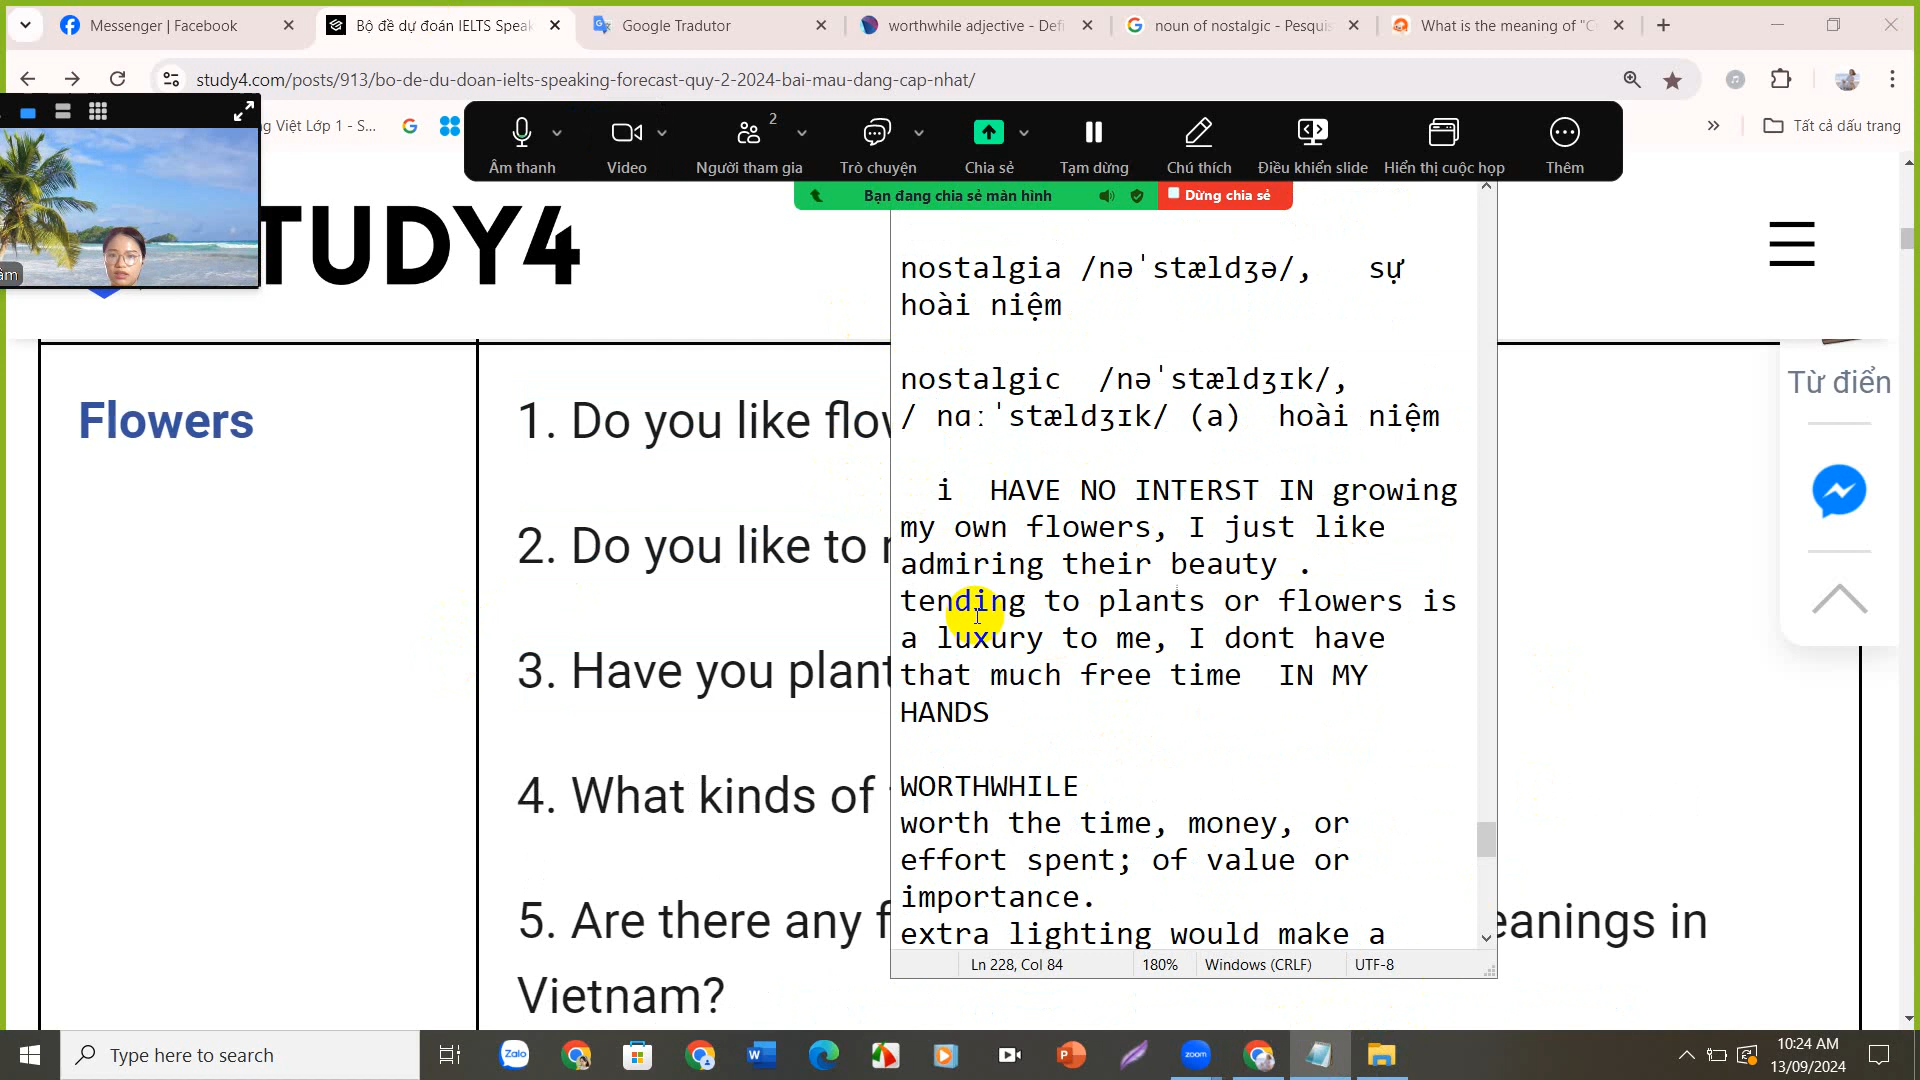 Messenger | Facebook
Bộ đề dự đoán IELTS Speak
Google Tradutor
worthwhile adjective - Defi
noun of nostalgic - Pesquis
What is the meaning of "C
study4.com/posts/913/bo-de-du-doan-ielts-speaking-forecast-quy-2-2024-bai-mau-dang-cap-nhat/
ng Việt Lớp 1 - S...
Tất cả dấu trang
2
Âm thanh
Video
Người tham gia
Trò chuyện
Chia sẻ
Tạm dừng
Chú thích
Điều khiển slide
Hiển thị cuộc họp
Thêm
Bạn đang chia sẻ màn hình
Dừng chia sẻ
TUDY4
nostalgia /nəˈstældʒə/, sự
hoài niệm
nostalgic /nəˈstældʒɪk/,
/ nɑːˈstældʒɪk/ (a) hoài niệm
i HAVE NO INTERST IN growing
my own flowers, I just like
admiring their beauty .
tending to plants or flowers is
a luxury to me, I dont have
that much free time IN MY
HANDS
WORTHWHILE
worth the time, money, or
effort spent; of value or
importance.
extra lighting would make a
Ln 228, Col 84
180%
Windows (CRLF)
UTF-8
Flowers
1. Do you like flow
2. Do you like to
3. Have you plant
4. What kinds of
5. Are there any f
eanings in
Vietnam?
Từ điển
Type here to search
Zalo
zoom
10:24 AM
13/09/2024